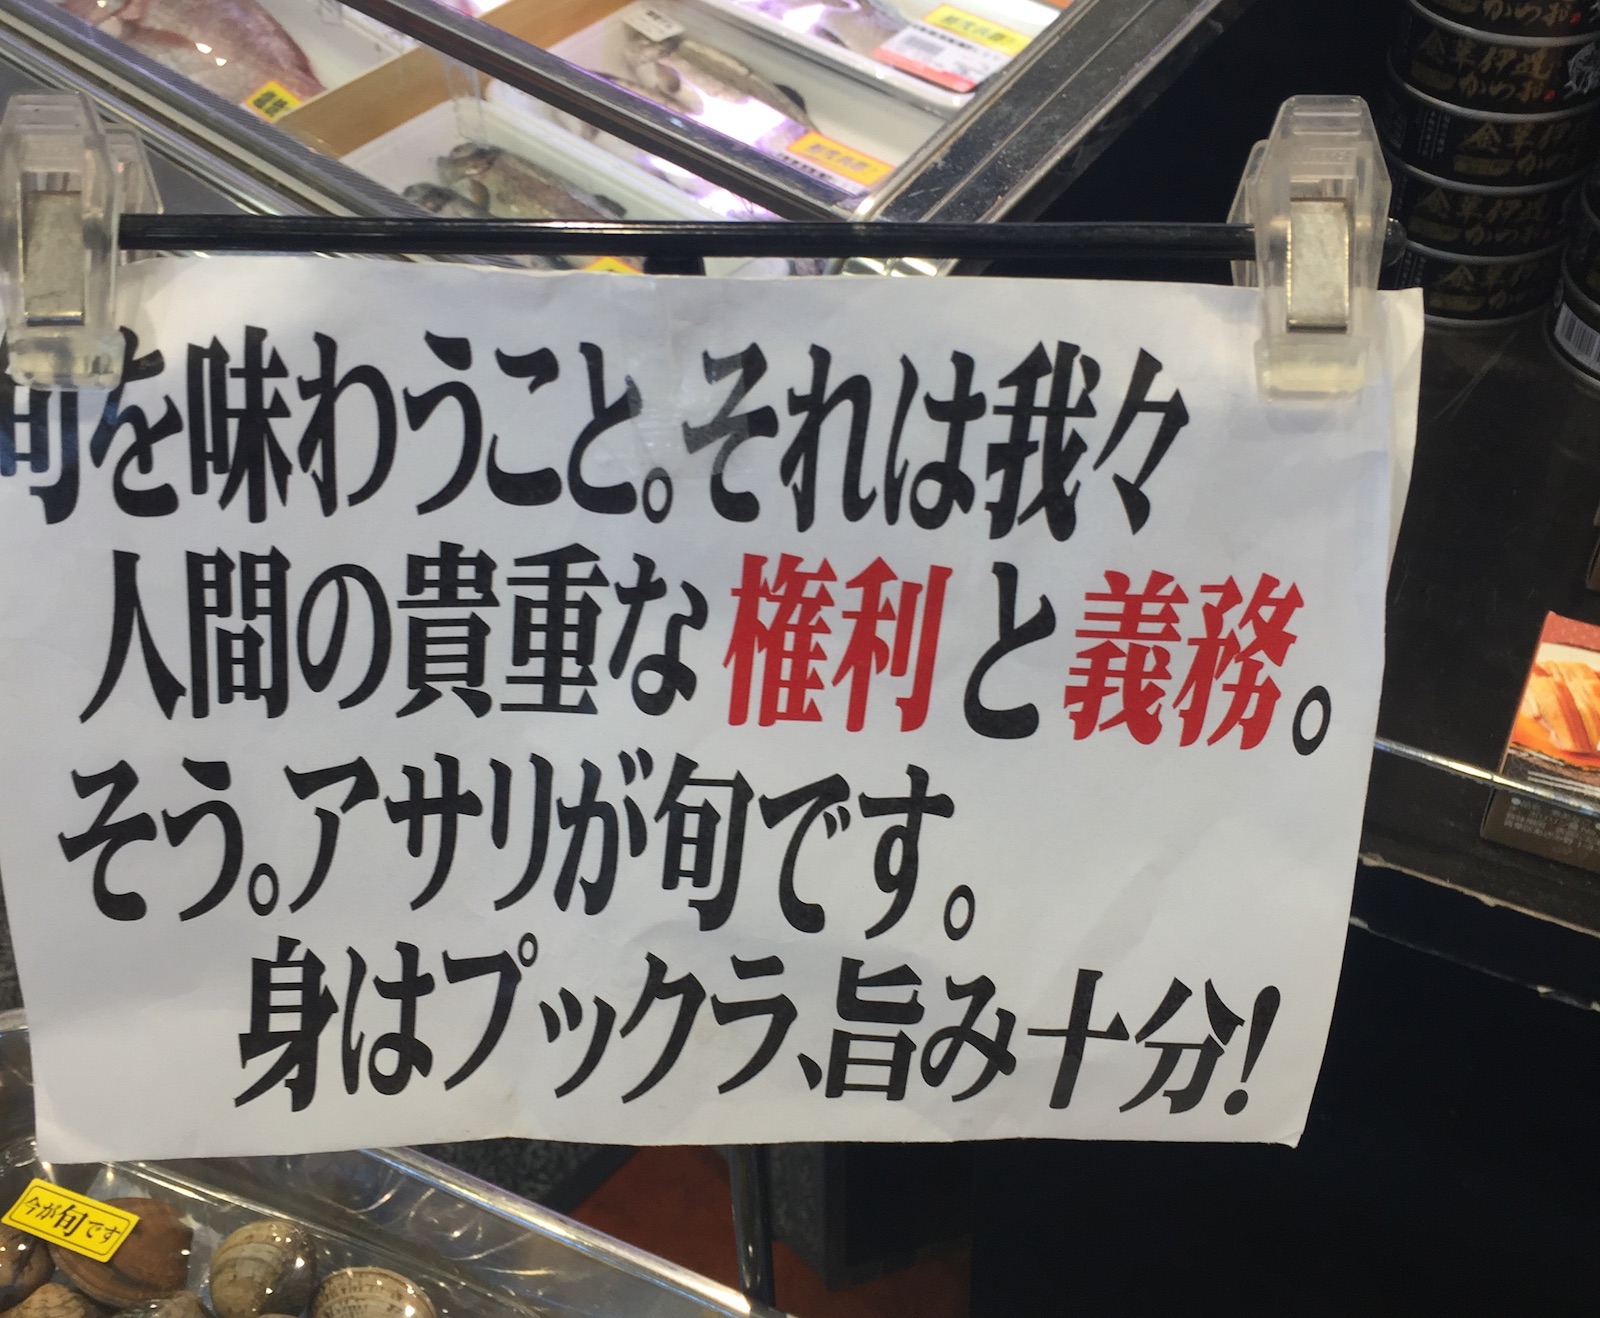 旬を味わうこと。それは我々
人間の貴重な権利と義務。
そう。アサリが旬です。
身はプックラ、旨み十分!
今が旬です